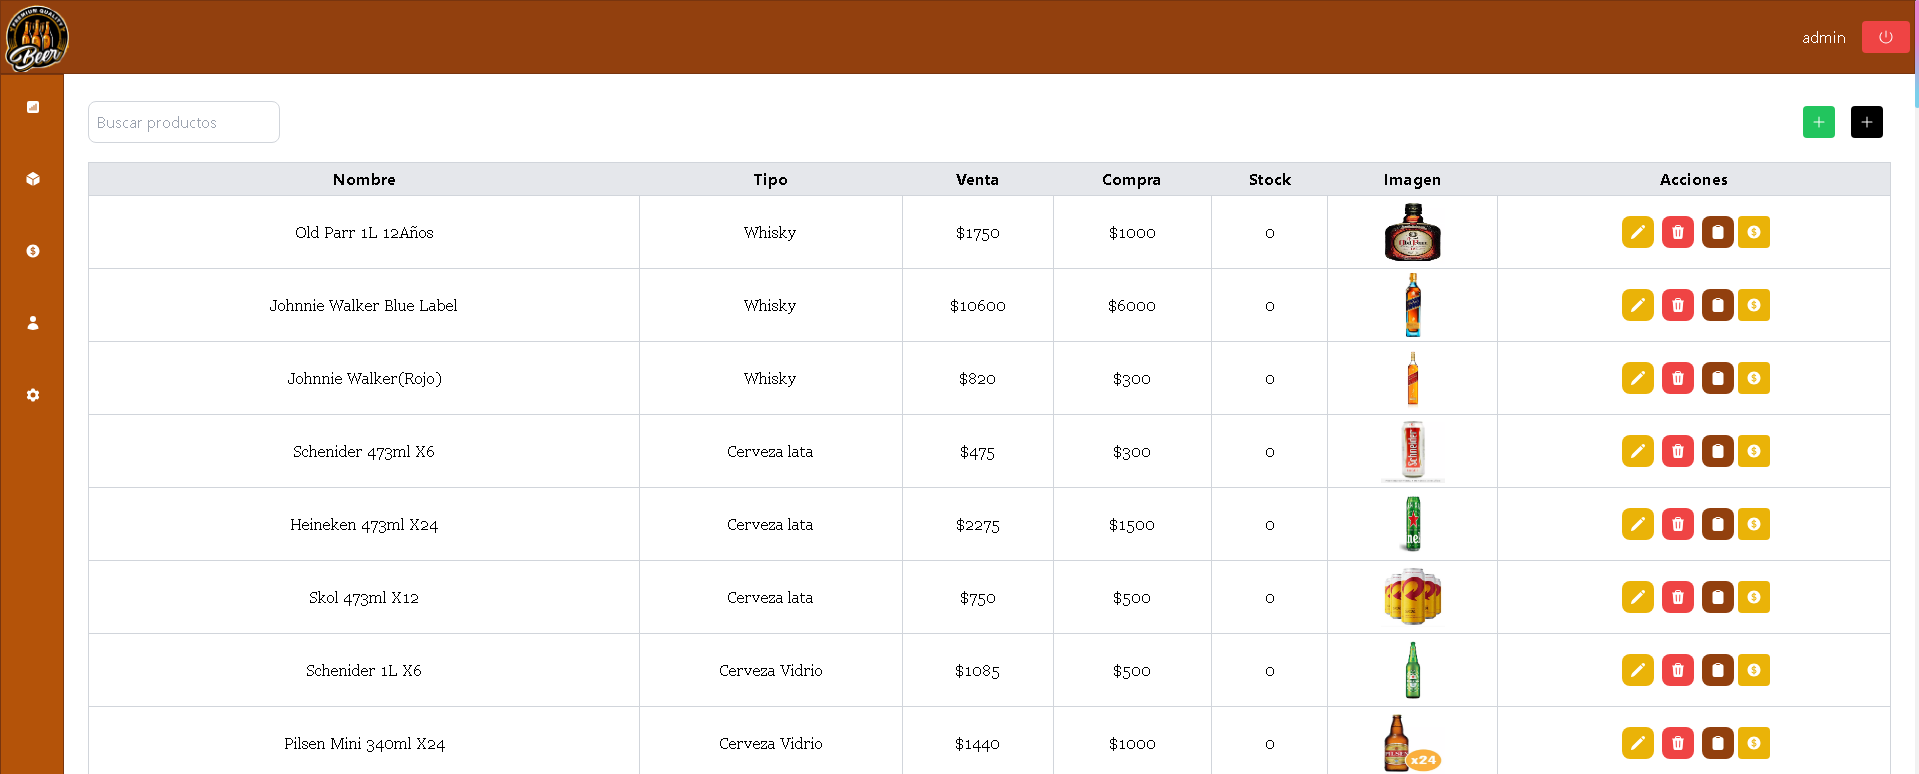 PREMIUM QUALITY
Beer
admin
Buscar productos
Nombre Tipo Venta Compra Stock Imagen Acciones
Old Parr 1L 12Años Whisky $1750 $1000 0
Johnnie Walker Blue Label Whisky $10600 $6000 0
Johnnie Walker(Rojo) Whisky $820 $300 0
Schenider 473ml X6 Cerveza lata $475 $300 0 Schneider
Heineken 473ml X24 Cerveza lata $2275 $1500 0
Skol 473ml X12 Cerveza lata $750 $500 0
Schenider 1L X6 Cerveza Vidrio $1085 $500 0
Pilsen Mini 340ml X24 Cerveza Vidrio $1440 $1000 0 PILSEN x24